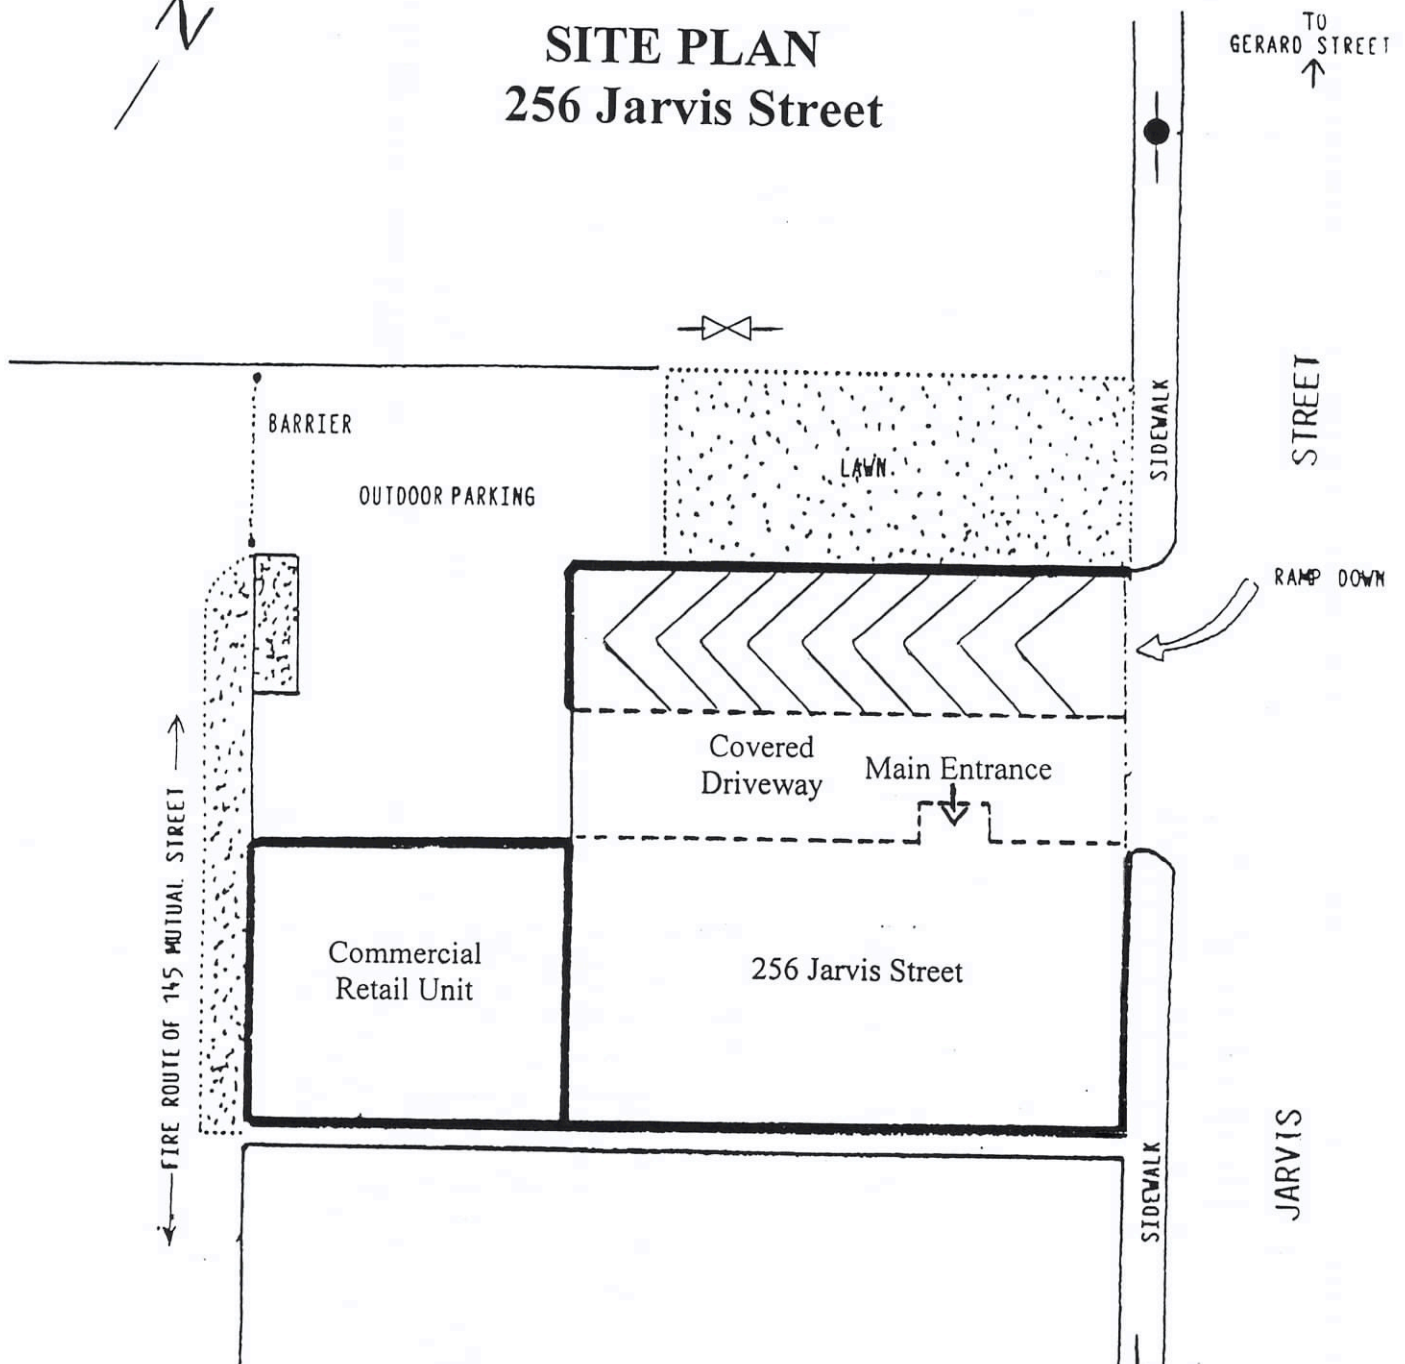 N
SITE PLAN
256 Jarvis Street
TO
GERARD STREET
BARRIER
OUTDOOR PARKING
LAWN
SIDEWALK
STREET
RAMP DOWN
Covered
Driveway
Main Entrance
FIRE ROUTE OF 145 MUTUAL STREET
Commercial
Retail Unit
256 Jarvis Street
SIDEWALK
JARVIS